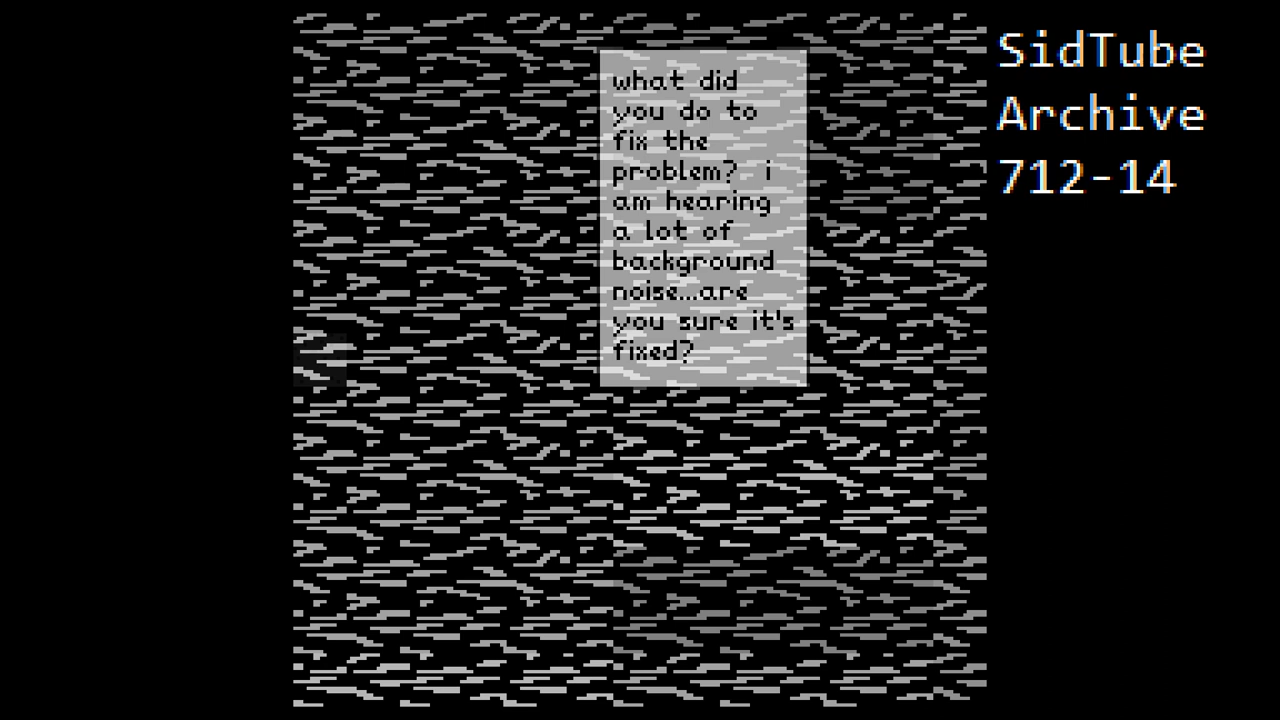 what did
you do to
fix the
problem?  i
am hearing
a lot of
background
noise...are
you sure it's
fixed?
SidTube
Archive
712-14